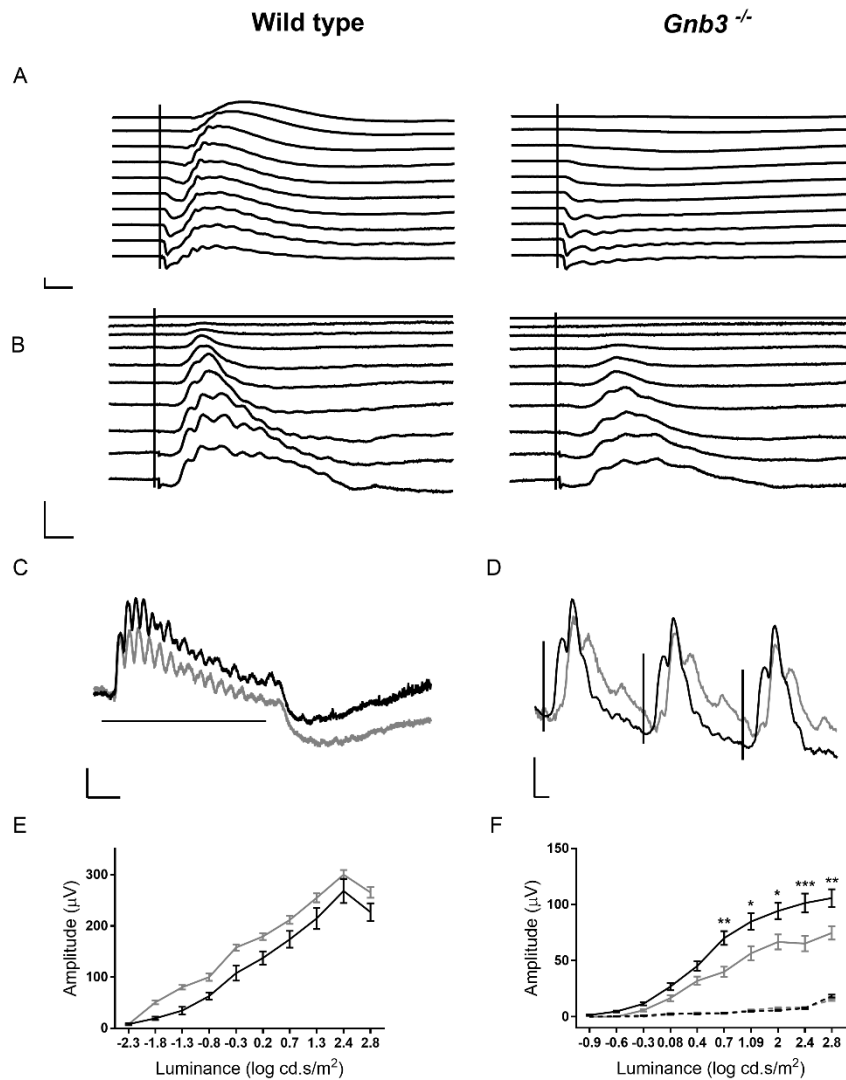 Wild type
Gnb3 -/-
A
B
C
D
E
F
300
200
100
0
Amplitude (μV)
-2.3 -1.8 -1.3 -0.8 -0.3 0.2 0.7 1.3 2.4 2.8
Luminance (log cd.s/m²)
150
100
50
0
Amplitude (μV)
** * * *** **
-0.9 -0.6 -0.3 0.08 0.4 0.7 1.09 2 2.4 2.8
Luminance (log cd.s/m²)